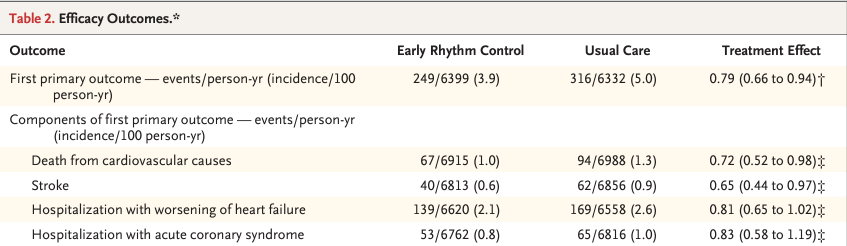 Table 2. Efficacy Outcomes.*
Outcome Early Rhythm Control Usual Care Treatment Effect
First primary outcome — events/person-yr (incidence/100 249/6399 (3.9) 316/6332 (5.0) 0.79 (0.66 to 0.94)†
person-yr)
Components of first primary outcome — events/person-yr
(incidence/100 person-yr)
Death from cardiovascular causes 67/6915 (1.0) 94/6988 (1.3) 0.72 (0.52 to 0.98)‡
Stroke 40/6813 (0.6) 62/6856 (0.9) 0.65 (0.44 to 0.97)‡
Hospitalization with worsening of heart failure 139/6620 (2.1) 169/6558 (2.6) 0.81 (0.65 to 1.02)‡
Hospitalization with acute coronary syndrome 53/6762 (0.8) 65/6816 (1.0) 0.83 (0.58 to 1.19)‡